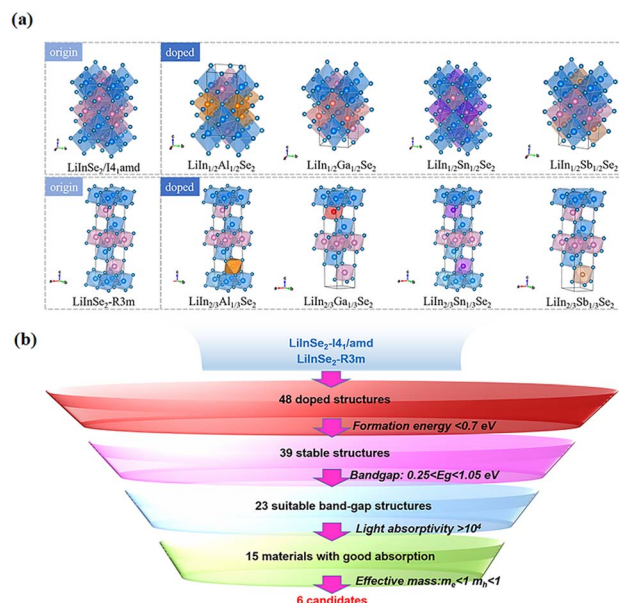 (a)
origin
doped
LiInSe2/I41amd
LiIn1/2Al1/2Se2
LiIn1/2Ga1/2Se2
LiIn1/2Sn1/2Se2
LiIn1/2Sb1/2Se2
origin
doped
LiInSe2-R3m
LiIn2/3Al1/3Se2
LiIn2/3Ga1/3Se2
LiIn2/3Sn1/3Se2
LiIn2/3Sb1/3Se2
(b)
LiInSe2-I41/amd
LiInSe2-R3m
48 doped structures
Formation energy <0.7 eV
39 stable structures
Bandgap: 0.25<Eg<1.05 eV
23 suitable band-gap structures
Light absorptivity >10⁴
15 materials with good absorption
Effective mass:me<1 mh<1
6 candidates